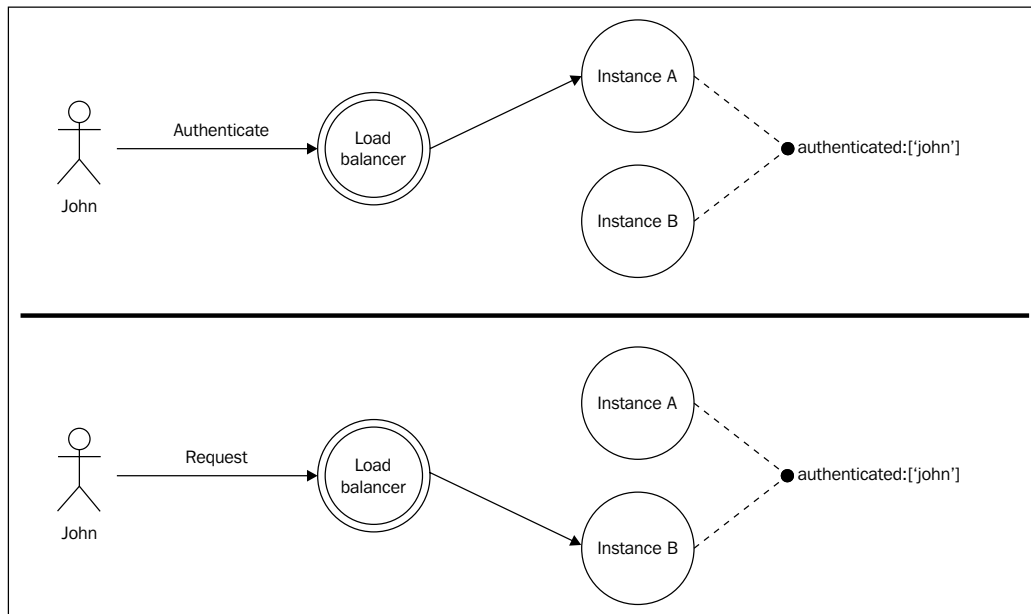 Instance A
Authenticate
Load
balancer
authenticated:[‘john’]
John
Instance B
Instance A
Request
Load
balancer
authenticated:[‘john’]
John
Instance B